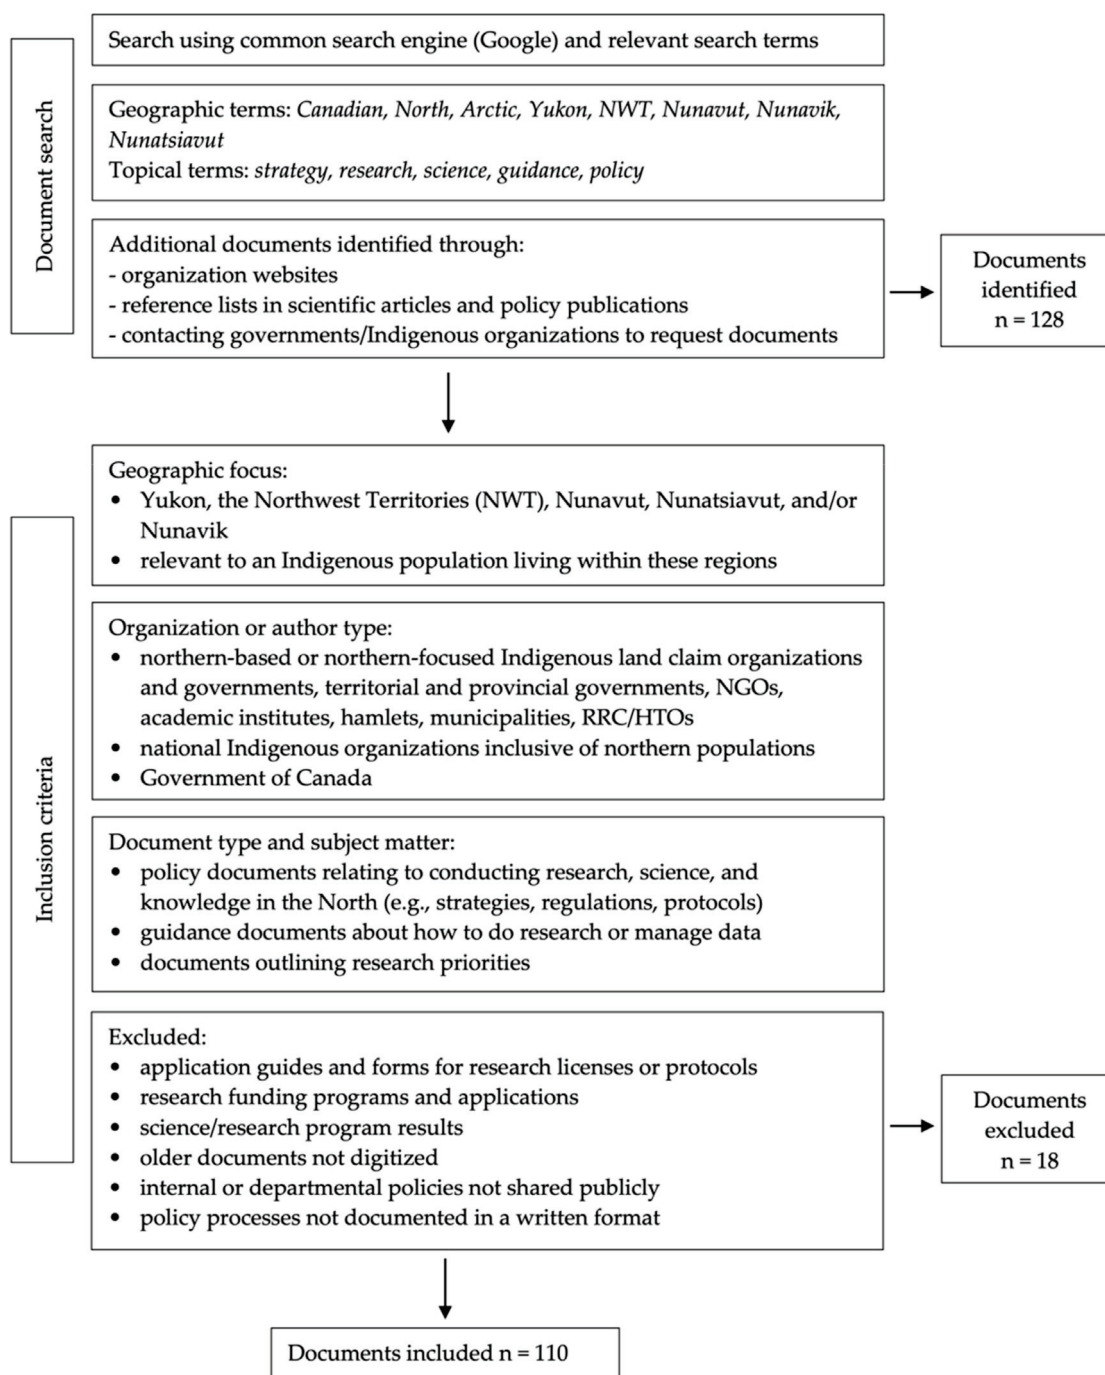 Document search
Search using common search engine (Google) and relevant search terms
Geographic terms: Canadian, North, Arctic, Yukon, NWT, Nunavut, Nunavik,
Nunatsiavut
Topical terms: strategy, research, science, guidance, policy
Additional documents identified through:
- organization websites
- reference lists in scientific articles and policy publications
- contacting governments/Indigenous organizations to request documents
Documents
identified
n = 128
Inclusion criteria
Geographic focus:
• Yukon, the Northwest Territories (NWT), Nunavut, Nunatsiavut, and/or
Nunavik
• relevant to an Indigenous population living within these regions
Organization or author type:
• northern-based or northern-focused Indigenous land claim organizations
and governments, territorial and provincial governments, NGOs,
academic institutes, hamlets, municipalities, RRC/HTOs
• national Indigenous organizations inclusive of northern populations
• Government of Canada
Document type and subject matter:
• policy documents relating to conducting research, science, and
knowledge in the North (e.g., strategies, regulations, protocols)
• guidance documents about how to do research or manage data
• documents outlining research priorities
Excluded:
• application guides and forms for research licenses or protocols
• research funding programs and applications
• science/research program results
• older documents not digitized
• internal or departmental policies not shared publicly
• policy processes not documented in a written format
Documents
excluded
n = 18
Documents included n = 110